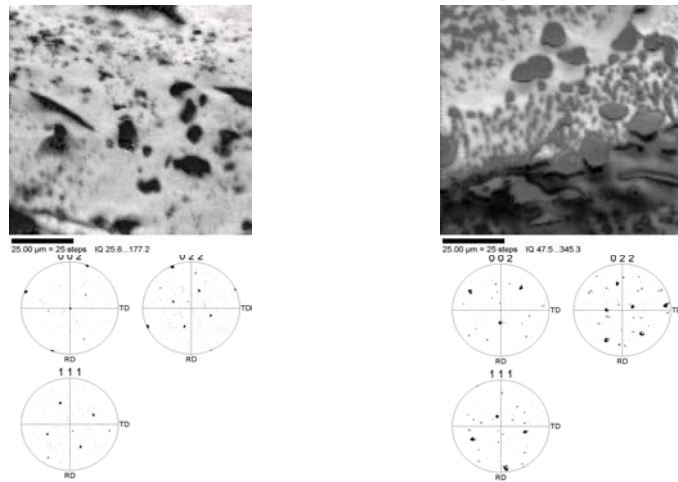 25.00 µm = 25 steps IQ 25.8...177.2
0 0 2
0 2 2
TD
TD
RD
RD
1 1 1
TD
RD
25.00 µm = 25 steps IQ 47.5...345.3
0 0 2
0 2 2
TD
TD
RD
RD
1 1 1
TD
RD